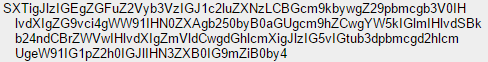 SXTigJlzIGEgZGFuZ2Vyb3VzIGJ1c2luZXNzLCBGcm9kbywgZ29pbmcgb3V0IH
lvdXIgZG9vci4gWW91IHN0ZXAgb250byB0aGUgcm9hZCwgYW5kIGlmIHlvdSBk
b24ndCBrZWVwIHlvdXIgZmVldCwgdGhlcmXigJlzIG5vIGtub3dpbmcgd2hlcm
UgeW91IG1pZ2h0IGJlIHN3ZXB0IG9mZiB0by4